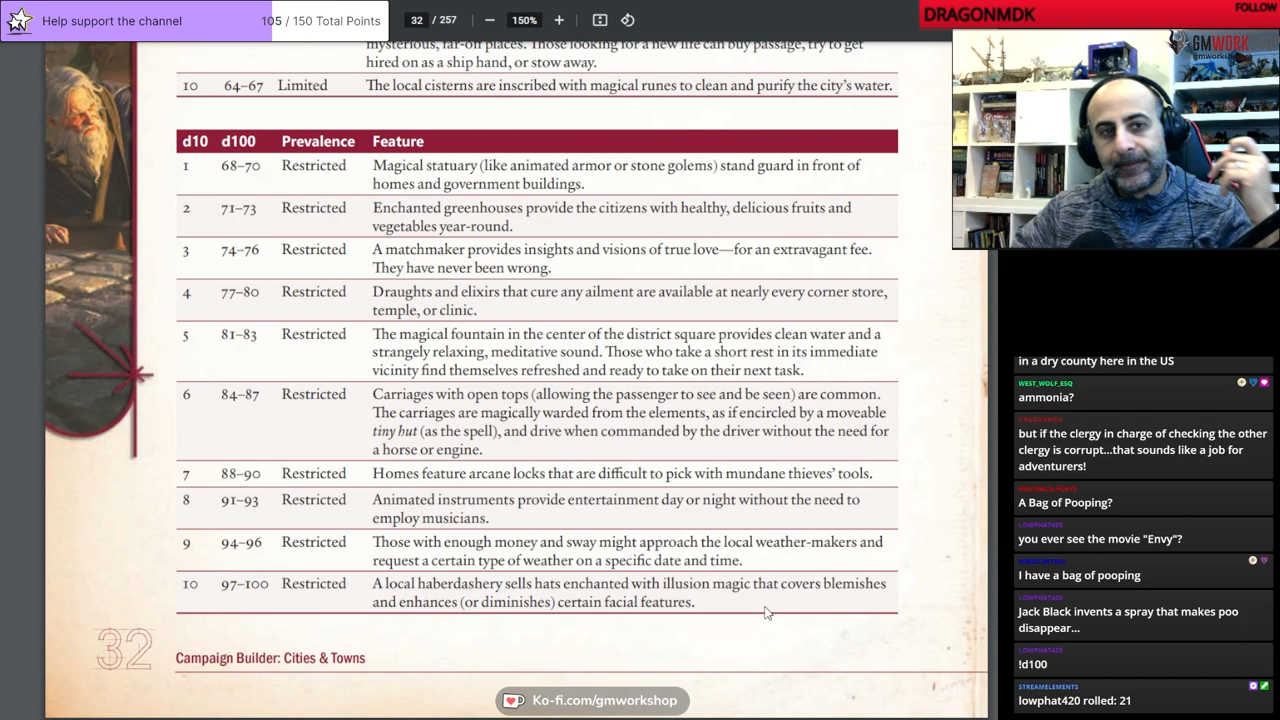 Help support the channel
105 / 150 Total Points
32 / 257
150%
DRAGONMDK
FOLLOW
GMWORK
mysterious, far-off places. Those looking for a new life can buy passage, try to get
hired on as a ship hand, or stow away.
10 64–67 Limited The local cisterns are inscribed with magical runes to clean and purify the city's water.
d10 d100 Prevalence Feature
1 68–70 Restricted Magical statuary (like animated armor or stone golems) stand guard in front of
homes and government buildings.
2 71–73 Restricted Enchanted greenhouses provide the citizens with healthy, delicious fruits and
vegetables year-round.
3 74–76 Restricted A matchmaker provides insights and visions of true love—for an extravagant fee.
They have never been wrong.
4 77–80 Restricted Draughts and elixirs that cure any ailment are available at nearly every corner store,
temple, or clinic.
5 81–83 Restricted The magical fountain in the center of the district square provides clean water and a
strangely relaxing, meditative sound. Those who take a short rest in its immediate
vicinity find themselves refreshed and ready to take on their next task.
6 84–87 Restricted Carriages with open tops (allowing the passenger to see and be seen) are common.
The carriages are magically warded from the elements, as if encircled by a moveable
tiny hut (as the spell), and drive when commanded by the driver without the need for
a horse or engine.
7 88–90 Restricted Homes feature arcane locks that are difficult to pick with mundane thieves' tools.
8 91–93 Restricted Animated instruments provide entertainment day or night without the need to
employ musicians.
9 94–96 Restricted Those with enough money and sway might approach the local weather-makers and
request a certain type of weather on a specific date and time.
10 97–100 Restricted A local haberdashery sells hats enchanted with illusion magic that covers blemishes
and enhances (or diminishes) certain facial features.
32
Campaign Builder: Cities & Towns
Ko-fi.com/gmworkshop
in a dry county here in the US
WEST_WOLF_ESQ
ammonia?
DRAGONMDK
but if the clergy in charge of checking the other
clergy is corrupt...that sounds like a job for
adventurers!
A Bag of Pooping?
LOWPHAT420
you ever see the movie "Envy"?
I have a bag of pooping
LOWPHAT420
Jack Black invents a spray that makes poo
disappear...
LOWPHAT420
!d100
STREAMELEMENTS
lowphat420 rolled: 21